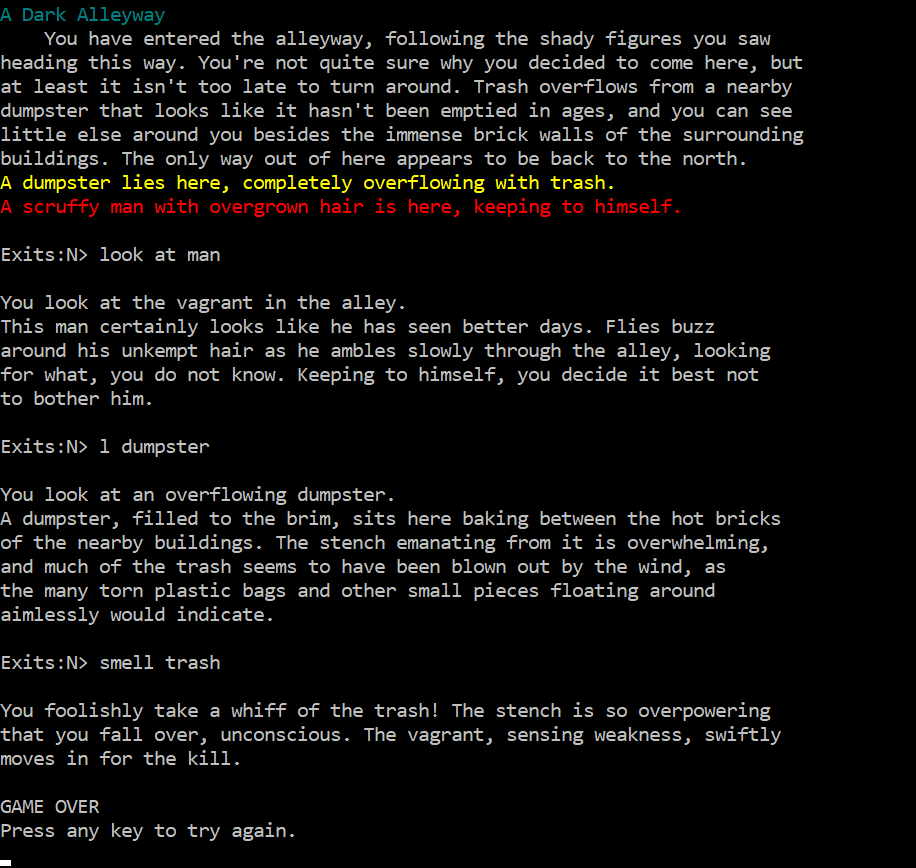 A Dark Alleyway
You have entered the alleyway, following the shady figures you saw
heading this way. You're not quite sure why you decided to come here, but
at least it isn't too late to turn around. Trash overflows from a nearby
dumpster that looks like it hasn't been emptied in ages, and you can see
little else around you besides the immense brick walls of the surrounding
buildings. The only way out of here appears to be back to the north.
A dumpster lies here, completely overflowing with trash.
A scruffy man with overgrown hair is here, keeping to himself.
Exits:N> look at man
You look at the vagrant in the alley.
This man certainly looks like he has seen better days. Flies buzz
around his unkempt hair as he ambles slowly through the alley, looking
for what, you do not know. Keeping to himself, you decide it best not
to bother him.
Exits:N> l dumpster
You look at an overflowing dumpster.
A dumpster, filled to the brim, sits here baking between the hot bricks
of the nearby buildings. The stench emanating from it is overwhelming,
and much of the trash seems to have been blown out by the wind, as
the many torn plastic bags and other small pieces floating around
aimlessly would indicate.
Exits:N> smell trash
You foolishly take a whiff of the trash! The stench is so overpowering
that you fall over, unconscious. The vagrant, sensing weakness, swiftly
moves in for the kill.
GAME OVER
Press any key to try again.